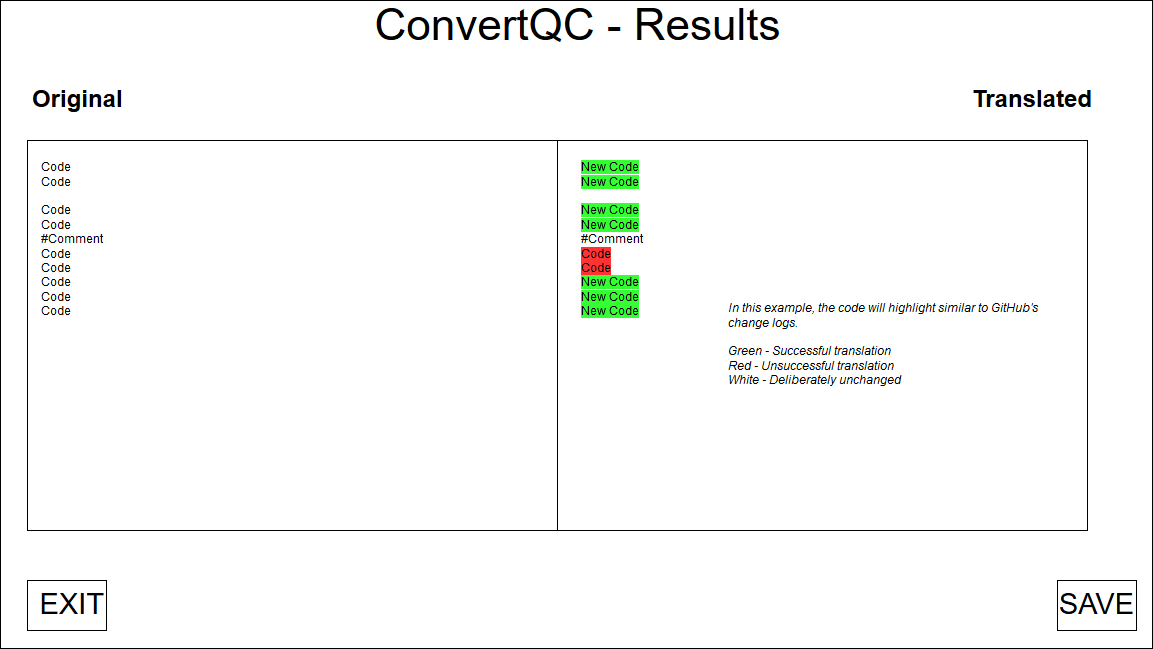 ConvertQC - Results
Original
Translated
Code
Code
Code
Code
#Comment
Code
Code
Code
Code
Code
New Code
New Code
New Code
New Code
#Comment
Code
Code
New Code
New Code
New Code
In this example, the code will highlight similar to GitHub's
change logs.
Green - Successful translation
Red - Unsuccessful translation
White - Deliberately unchanged
EXIT
SAVE